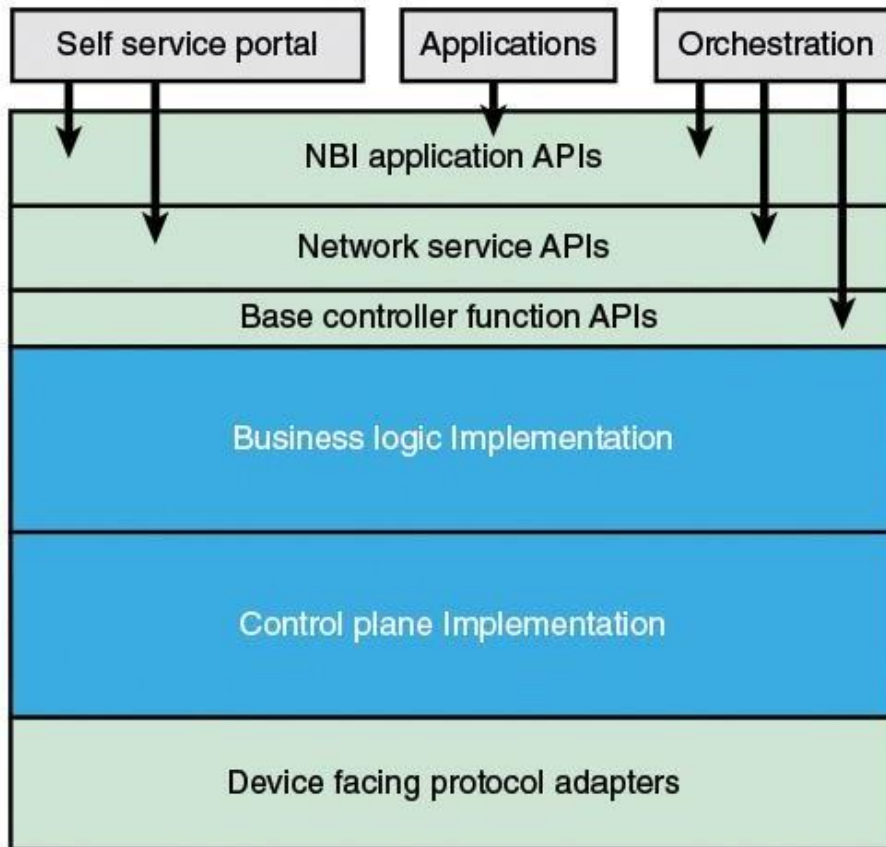 Self service portal
Applications
Orchestration
NBI application APIs
Network service APIs
Base controller function APIs
Business logic Implementation
Control plane Implementation
Device facing protocol adapters